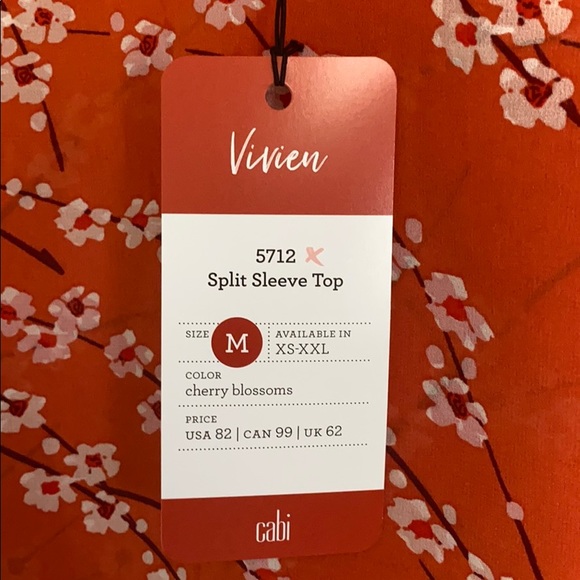 Vivien
5712
Split Sleeve Top
SIZE M AVAILABLE IN
XS-XXL
COLOR
cherry blossoms
PRICE
USA 82 | CAN 99 | UK 62
cabi